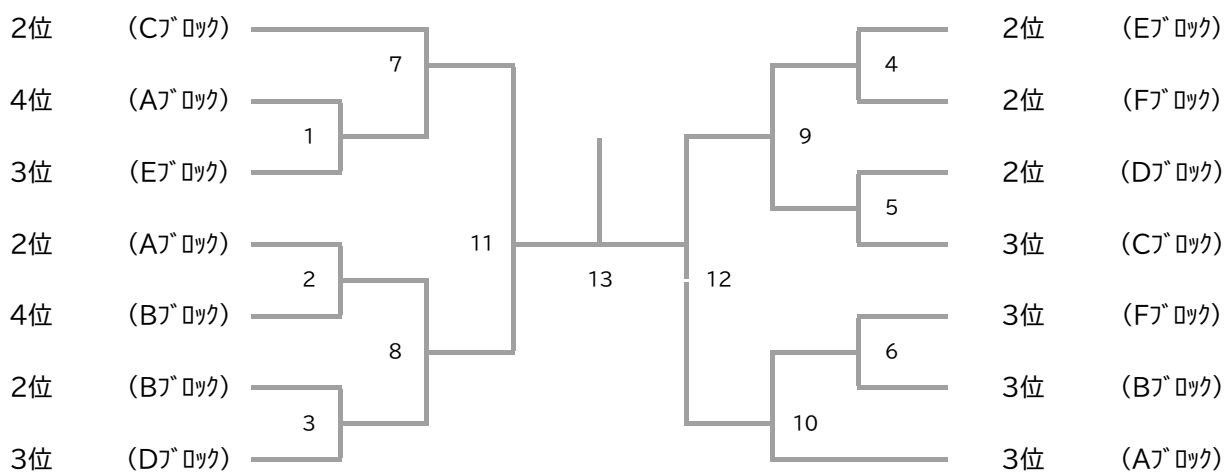 2位 (Cブロック) 2位 (Eブロック)
7 4
4位 (Aブロック) 2位 (Fブロック)
1 9
3位 (Eブロック) 2位 (Dブロック)
5
2位 (Aブロック) 11 3位 (Cブロック)
2 13 12
4位 (Bブロック) 3位 (Fブロック)
8 6
2位 (Bブロック) 3位 (Bブロック)
3 10
3位 (Dブロック) 3位 (Aブロック)